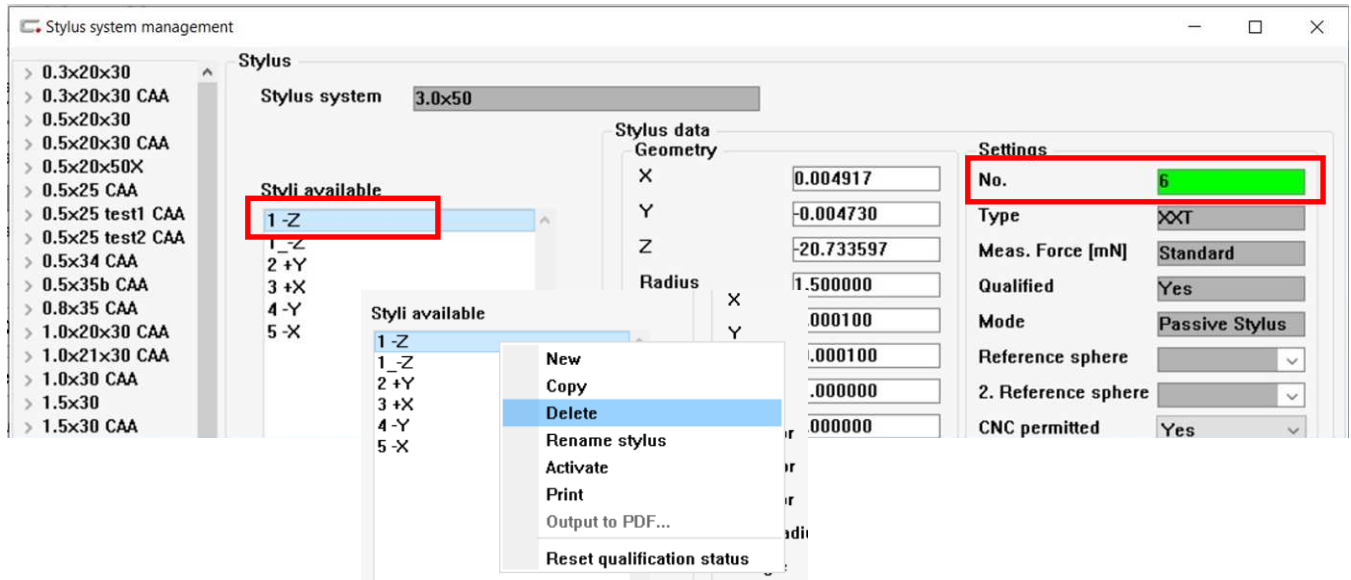 Stylus system management
0.3x20x30
0.3x20x30 CAA
0.5x20x30
0.5x20x30 CAA
0.5x20x50X
0.5x25 CAA
0.5x25 test1 CAA
0.5x25 test2 CAA
0.5x34 CAA
0.5x35b CAA
0.8x35 CAA
1.0x20x30 CAA
1.0x21x30 CAA
1.0x30 CAA
1.5x30
1.5x30 CAA
Stylus
Stylus system 3.0x50
Styli available
1 -Z
1_-Z
2 +Y
3 +X
4 -Y
5 -X
Stylus data
Geometry
X 0.004917
Y -0.004730
Z -20.733597
Radius 1.500000
X .000100
Y .000100
.000000
.000000
Settings
No. 6
Type XXT
Meas. Force [mN] Standard
Qualified Yes
Mode Passive Stylus
Reference sphere
2. Reference sphere
CNC permitted Yes
Styli available
1 -Z
1_-Z
2 +Y
3 +X
4 -Y
5 -X
New
Copy
Delete
Rename stylus
Activate
Print
Output to PDF...
Reset qualification status